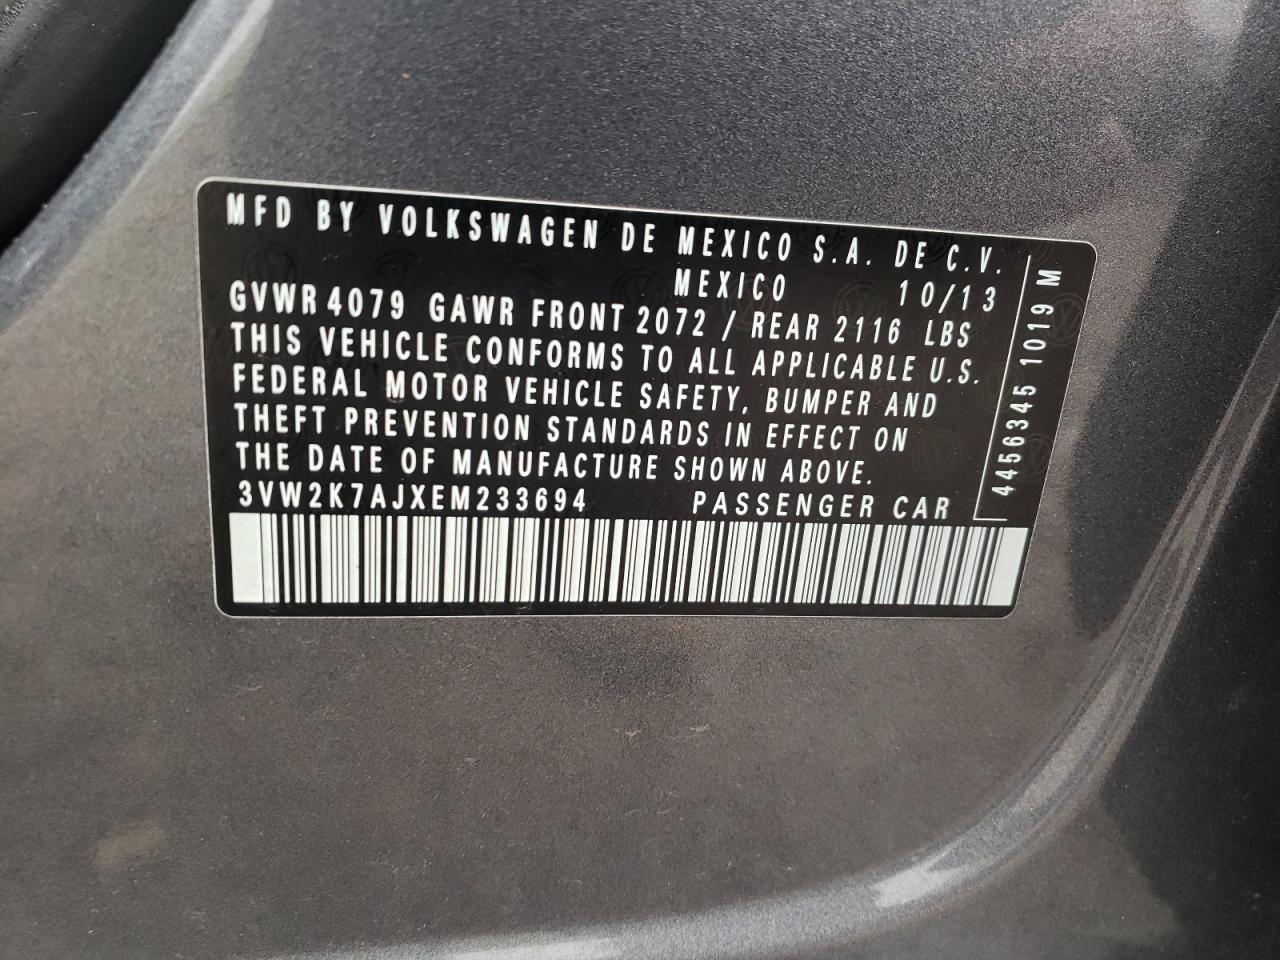 MFD BY VOLKSWAGEN DE MEXICO S.A. DE C.V.
MEXICO 10/13
GVWR 4079 GAWR FRONT 2072 / REAR 2116 LBS
THIS VEHICLE CONFORMS TO ALL APPLICABLE U.S.
FEDERAL MOTOR VEHICLE SAFETY, BUMPER AND
THEFT PREVENTION STANDARDS IN EFFECT ON
THE DATE OF MANUFACTURE SHOWN ABOVE.
3VW2K7AJXEM233694 PASSENGER CAR
4456345 1019 M